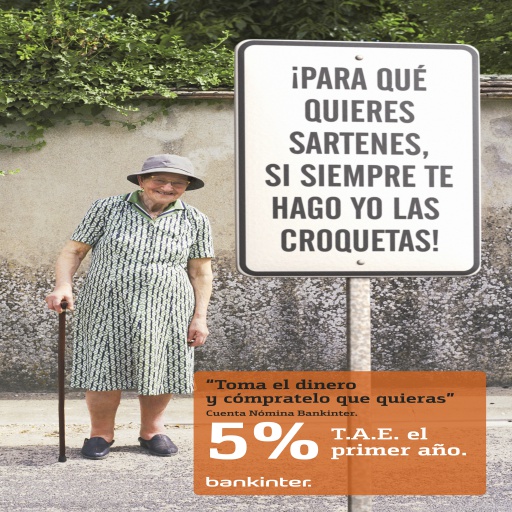 ¡PARA QUÉ
QUIERES
SARTENES,
SI SIEMPRE TE
HAGO YO LAS
CROQUETAS!
“Toma el dinero
y cómpratelo que quieras”
Cuenta Nómina Bankinter.
5% T.A.E. el
primer año.
bankinter.